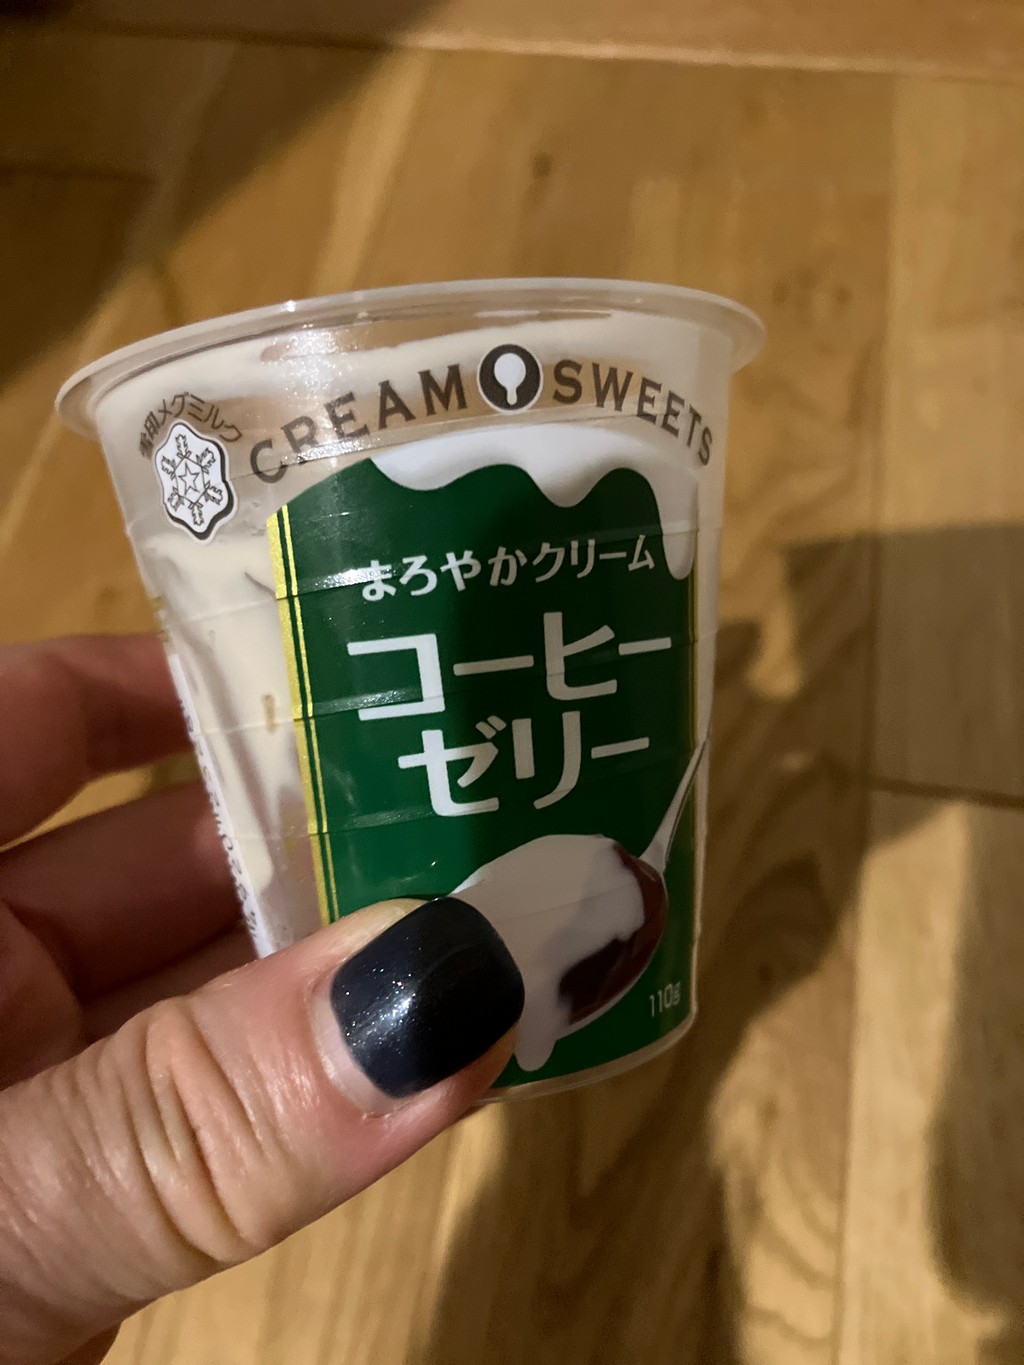 雪印メグミルク
CREAM SWEETS
まろやかクリーム
コーヒー
ゼリー
110g